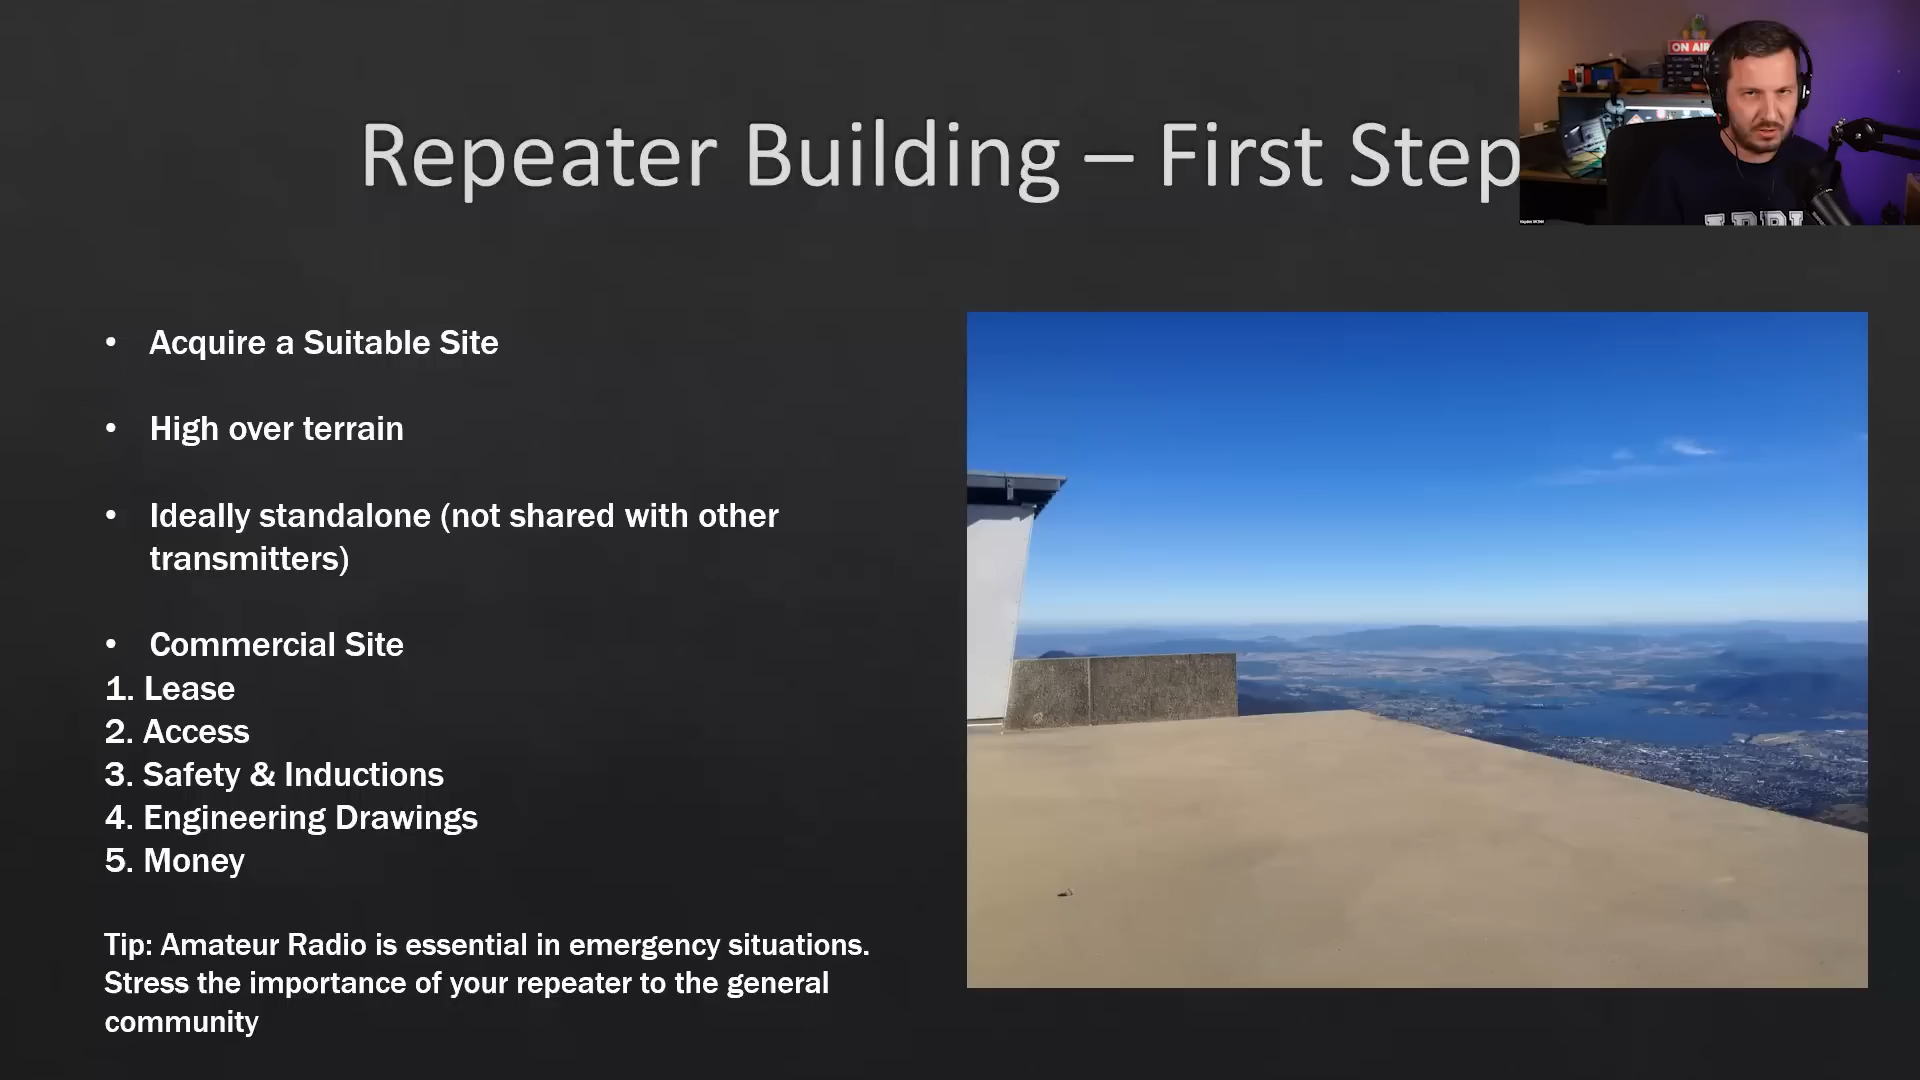 Repeater Building – First Step
ON AIR
• Acquire a Suitable Site
• High over terrain
• Ideally standalone (not shared with other
transmitters)
• Commercial Site
1. Lease
2. Access
3. Safety & Inductions
4. Engineering Drawings
5. Money
Tip: Amateur Radio is essential in emergency situations.
Stress the importance of your repeater to the general
community